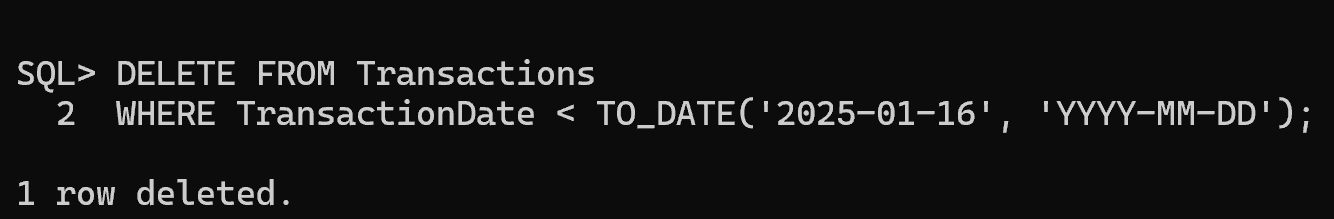 SQL> DELETE FROM Transactions
  2  WHERE TransactionDate < TO_DATE('2025-01-16', 'YYYY-MM-DD');
1 row deleted.